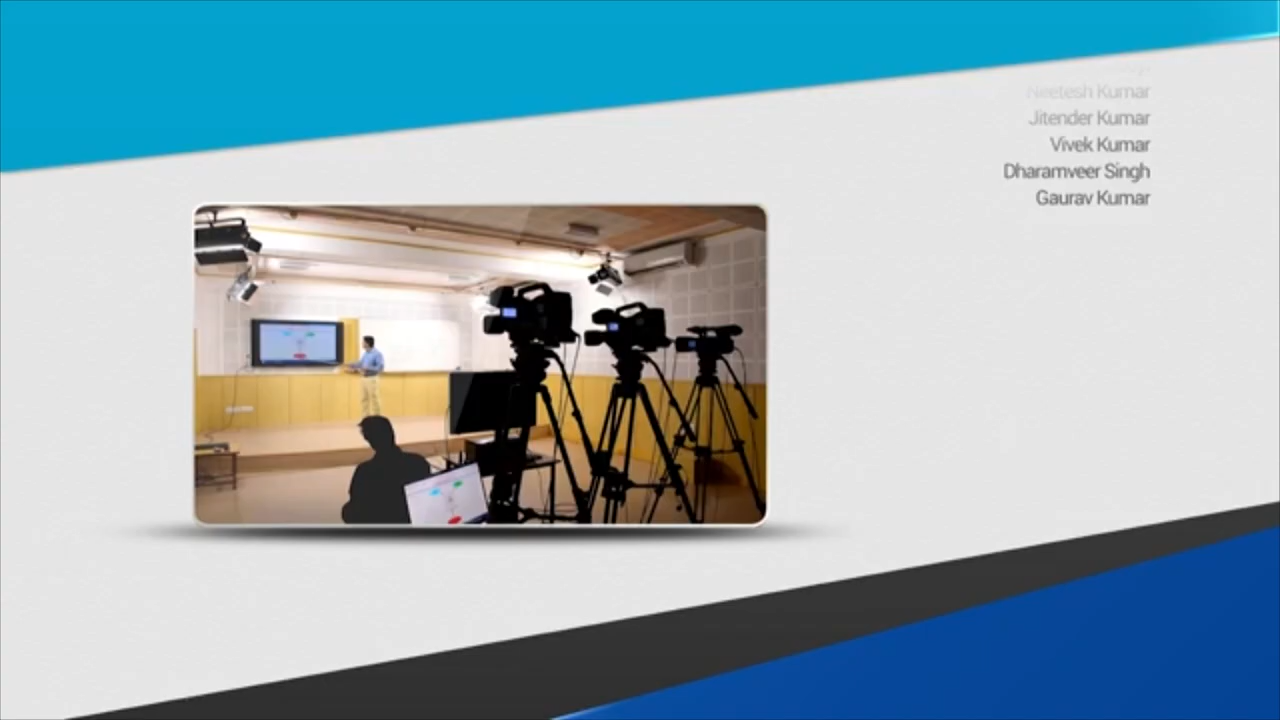 Neetesh Kumar
Jitender Kumar
Vivek Kumar
Dharamveer Singh
Gaurav Kumar